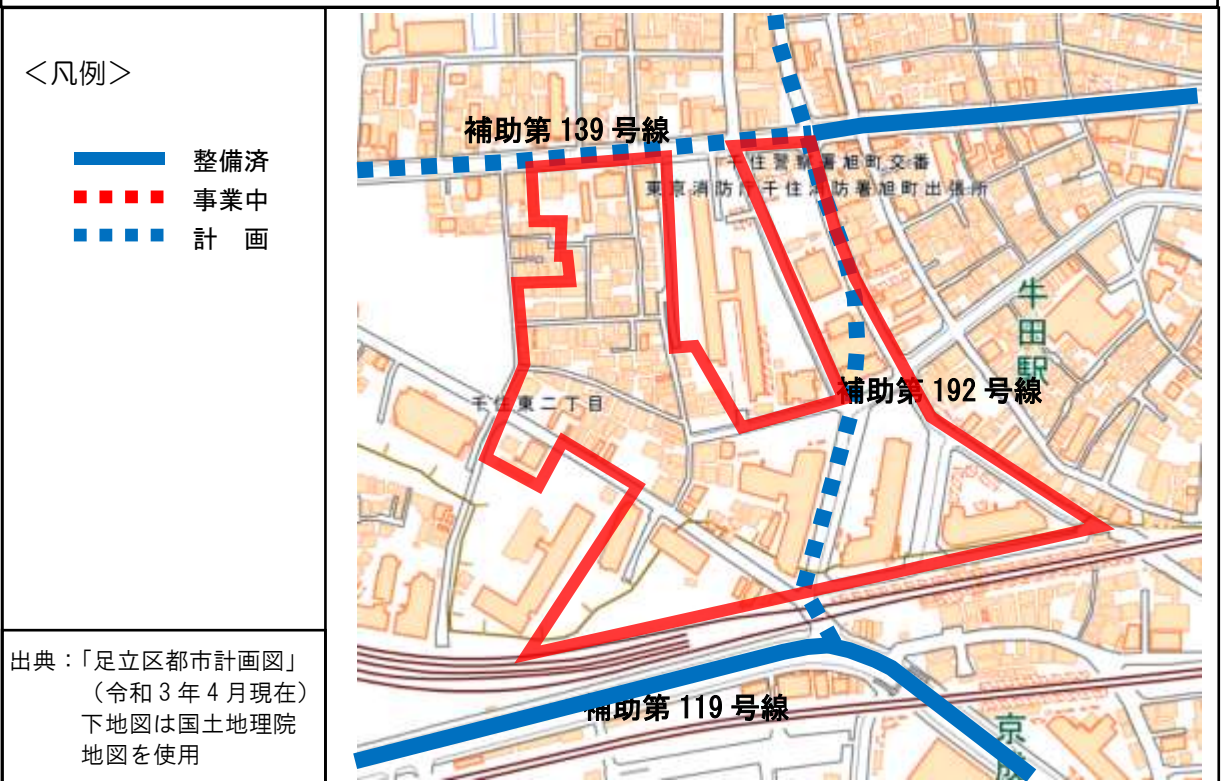 ＜凡例＞
整備済
事業中
計　画
出典：「足立区都市計画図」
（令和３年４月現在）
下地図は国土地理院
地図を使用
補助第 139 号線
千住警察署旭町交番
東京消防庁千住消防署旭町出張所
牛田駅
補助第 192 号線
千住東二丁目
補助第 119 号線
京